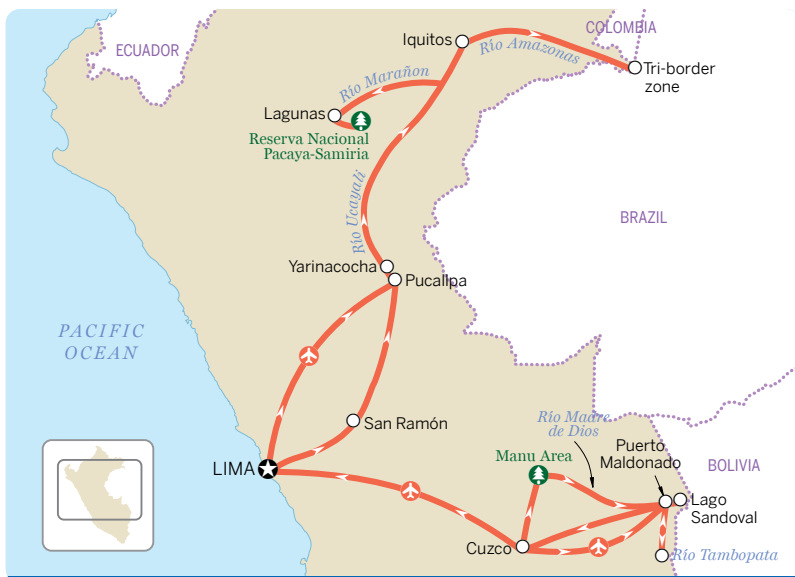 COLOMBIA
ECUADOR
Iquitos
Río Amazonas
Tri-border
zone
Río Marañon
Lagunas
Reserva Nacional
Pacaya-Samiria
Río Ucayali
BRAZIL
Yarinacocha
Pucallpa
PACIFIC
OCEAN
San Ramón
Río Madre
de Dios
Puerto
Maldonado
Manu Area
BOLIVIA
LIMA
Lago
Sandoval
Cuzco
Río Tambopata